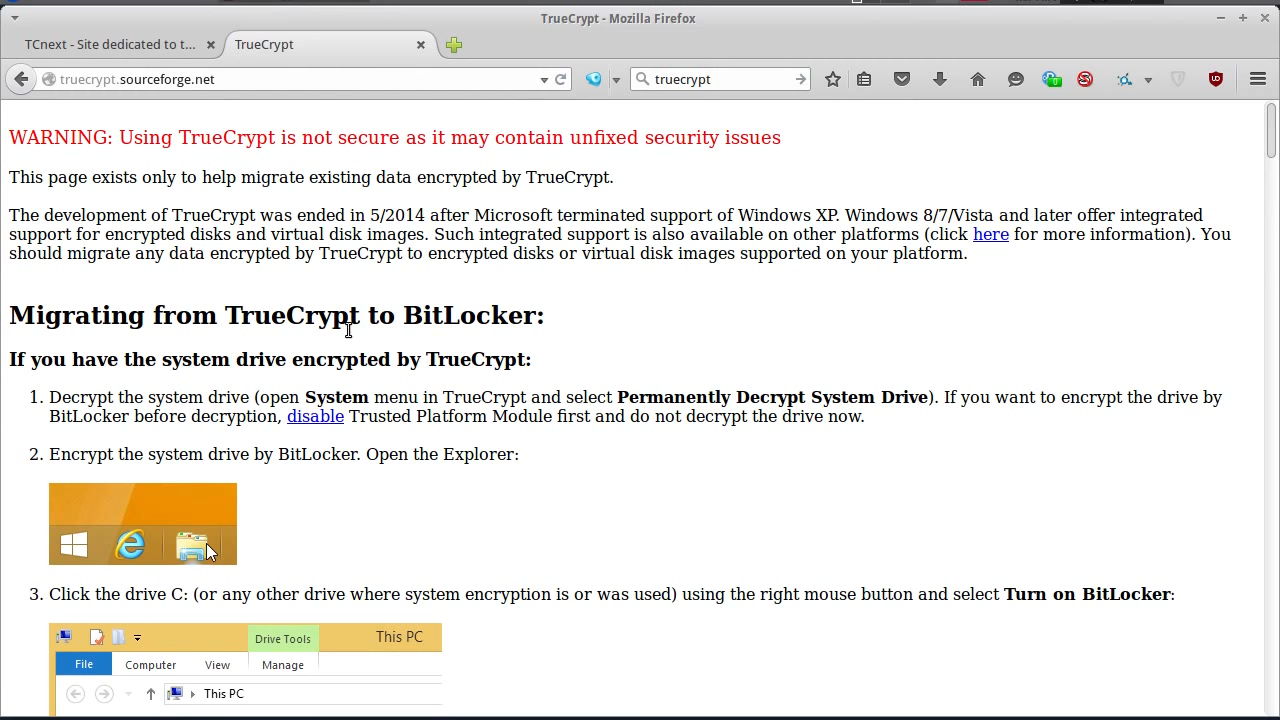 TrueCrypt - Mozilla Firefox
TCnext - Site dedicated to t...
TrueCrypt
truecrypt.sourceforge.net
truecrypt
WARNING: Using TrueCrypt is not secure as it may contain unfixed security issues
This page exists only to help migrate existing data encrypted by TrueCrypt.
The development of TrueCrypt was ended in 5/2014 after Microsoft terminated support of Windows XP. Windows 8/7/Vista and later offer integrated
support for encrypted disks and virtual disk images. Such integrated support is also available on other platforms (click here for more information). You
should migrate any data encrypted by TrueCrypt to encrypted disks or virtual disk images supported on your platform.
Migrating from TrueCrypt to BitLocker:
If you have the system drive encrypted by TrueCrypt:
1. Decrypt the system drive (open System menu in TrueCrypt and select Permanently Decrypt System Drive). If you want to encrypt the drive by
BitLocker before decryption, disable Trusted Platform Module first and do not decrypt the drive now.
2. Encrypt the system drive by BitLocker. Open the Explorer:
3. Click the drive C: (or any other drive where system encryption is or was used) using the right mouse button and select Turn on BitLocker:
Drive Tools
This PC
File
Computer
View
Manage
This PC